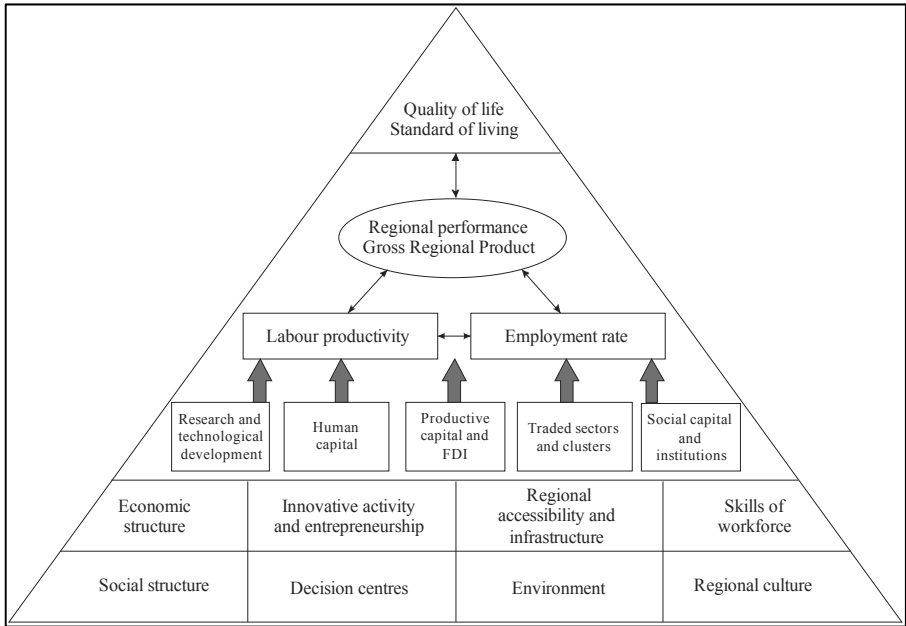 Quality of life
Standard of living
Regional performance
Gross Regional Product
Labour productivity
Employment rate
Research and
technological
development
Human
capital
Productive
capital and
FDI
Traded sectors
and clusters
Social capital
and
institutions
Economic
structure
Innovative activity
and entrepreneurship
Regional
accessibility and
infrastructure
Skills of
workforce
Social structure
Decision centres
Environment
Regional culture